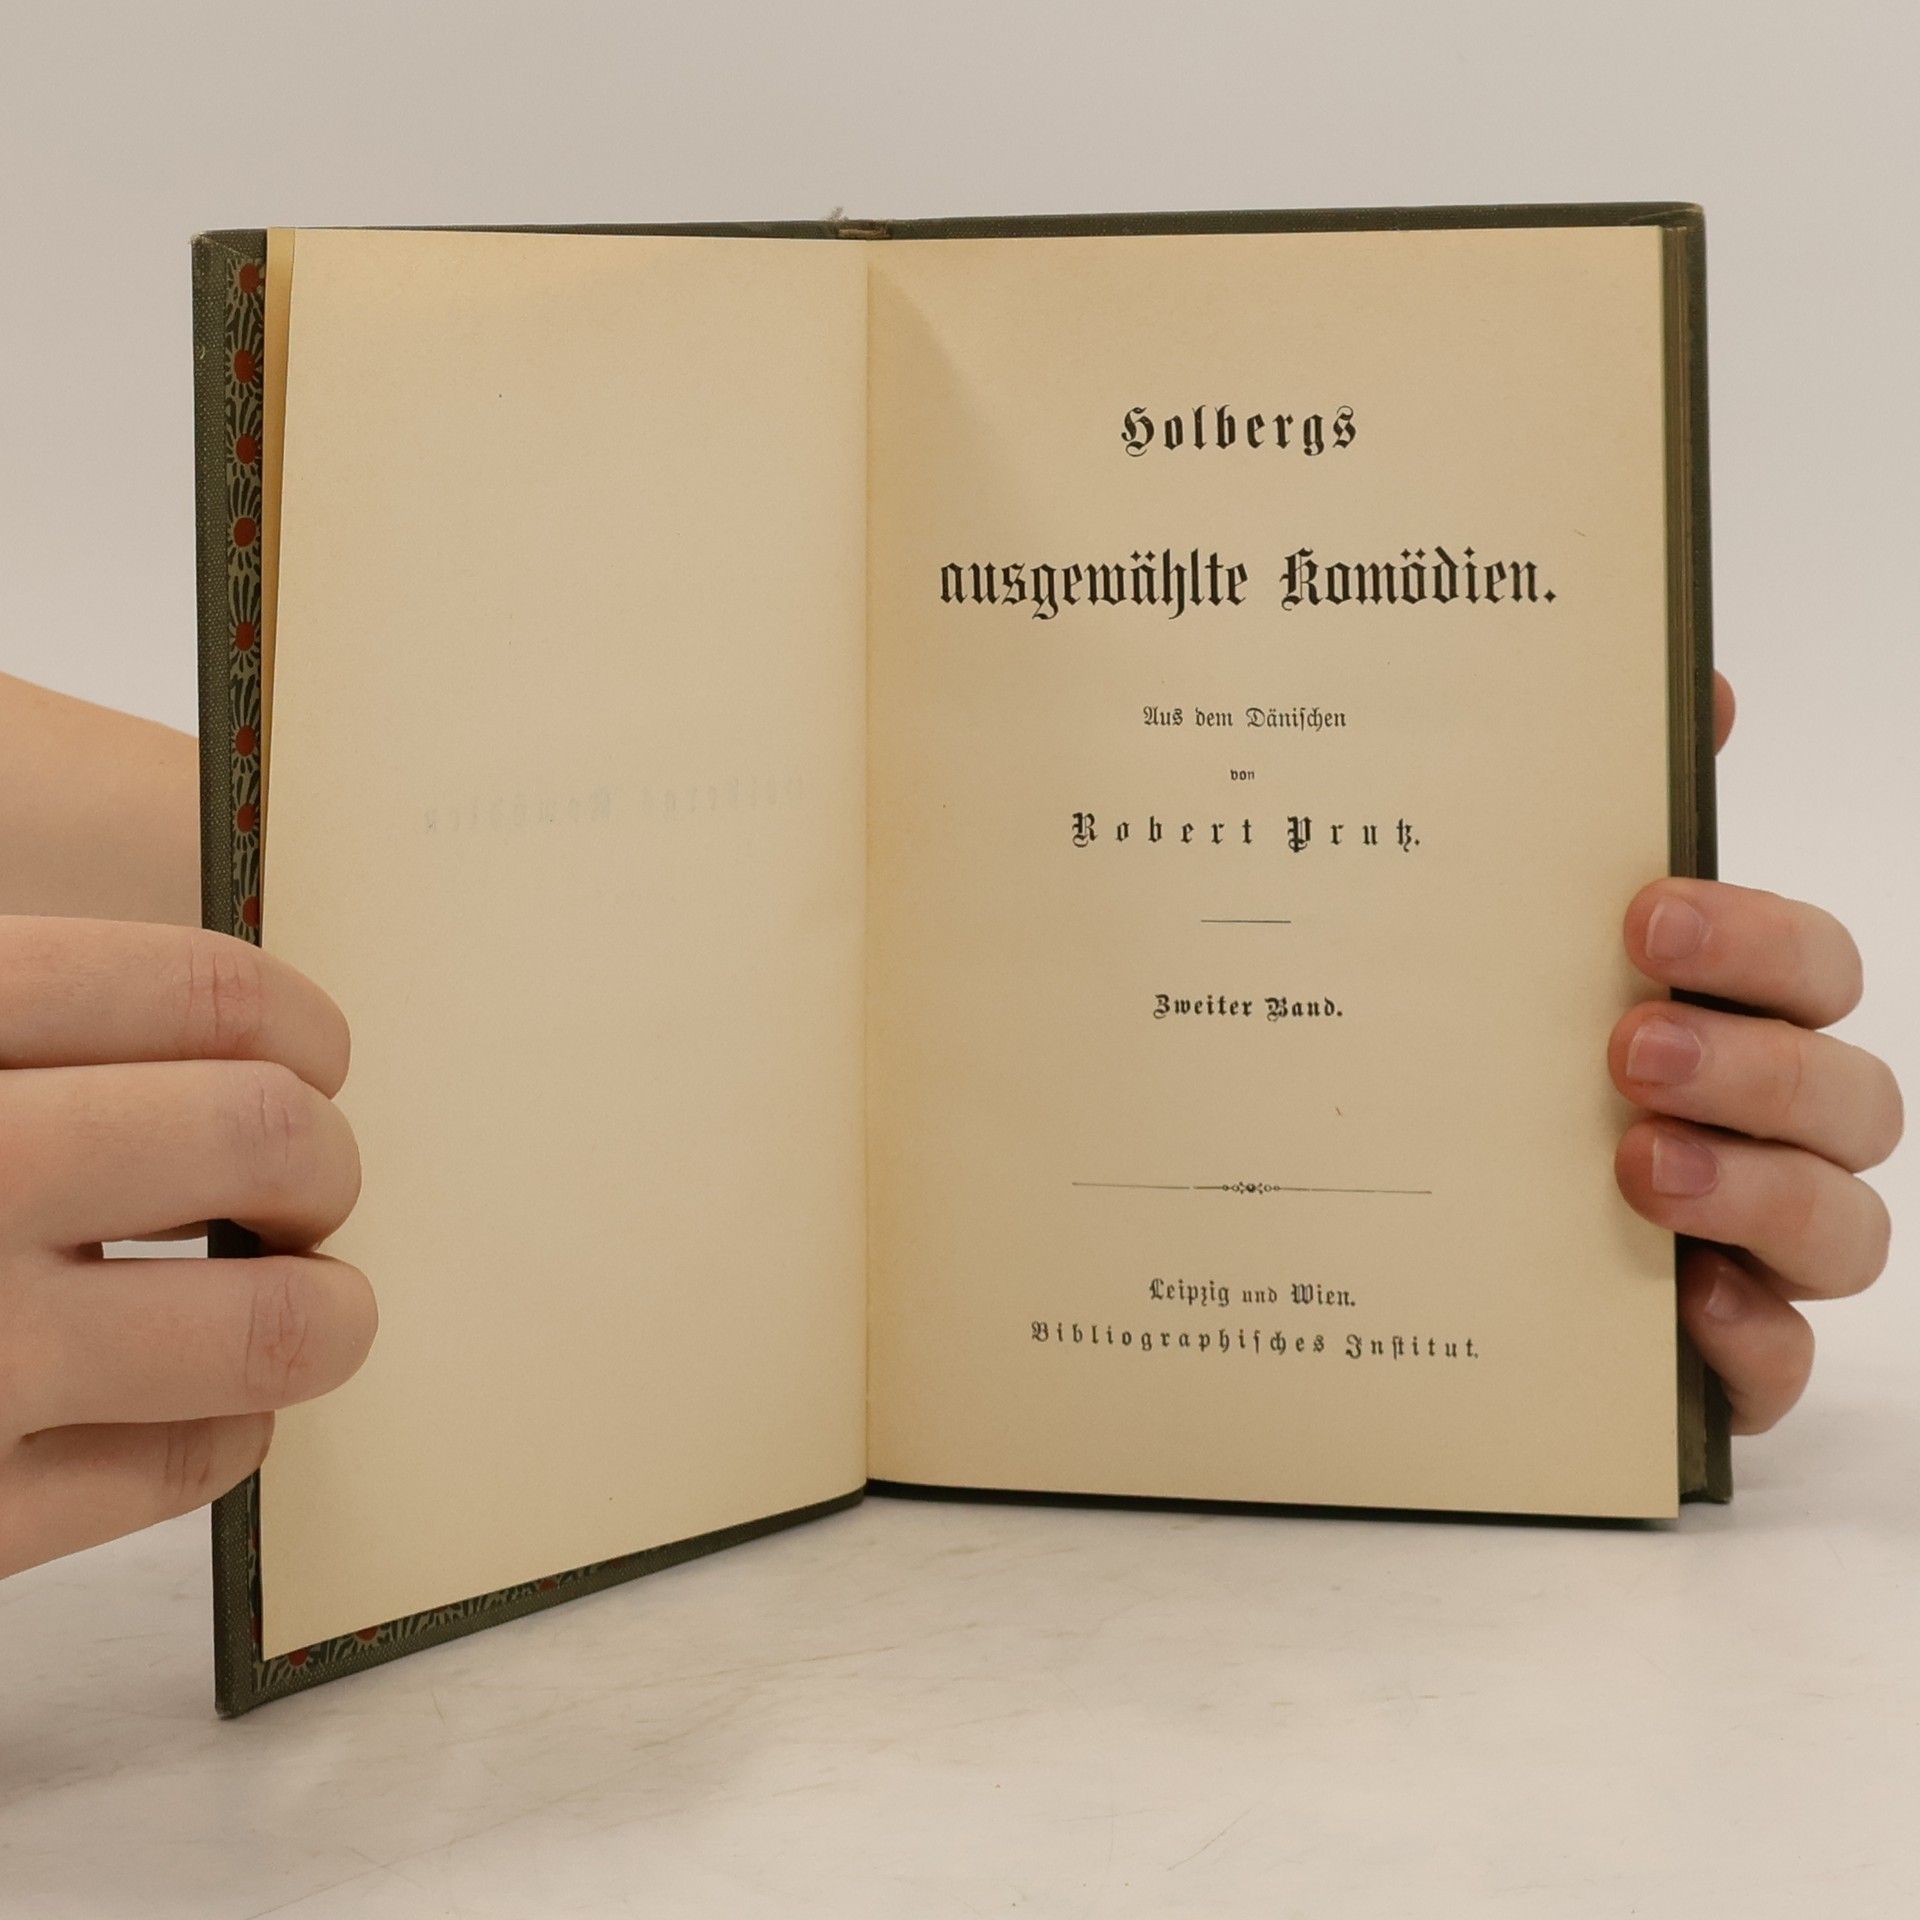 Holbergs
ausgewählte Komödien.
Aus dem Dänischen
von
Robert Prutz.
Zweiter Band.
Leipzig und Wien.
Bibliographisches Institut.